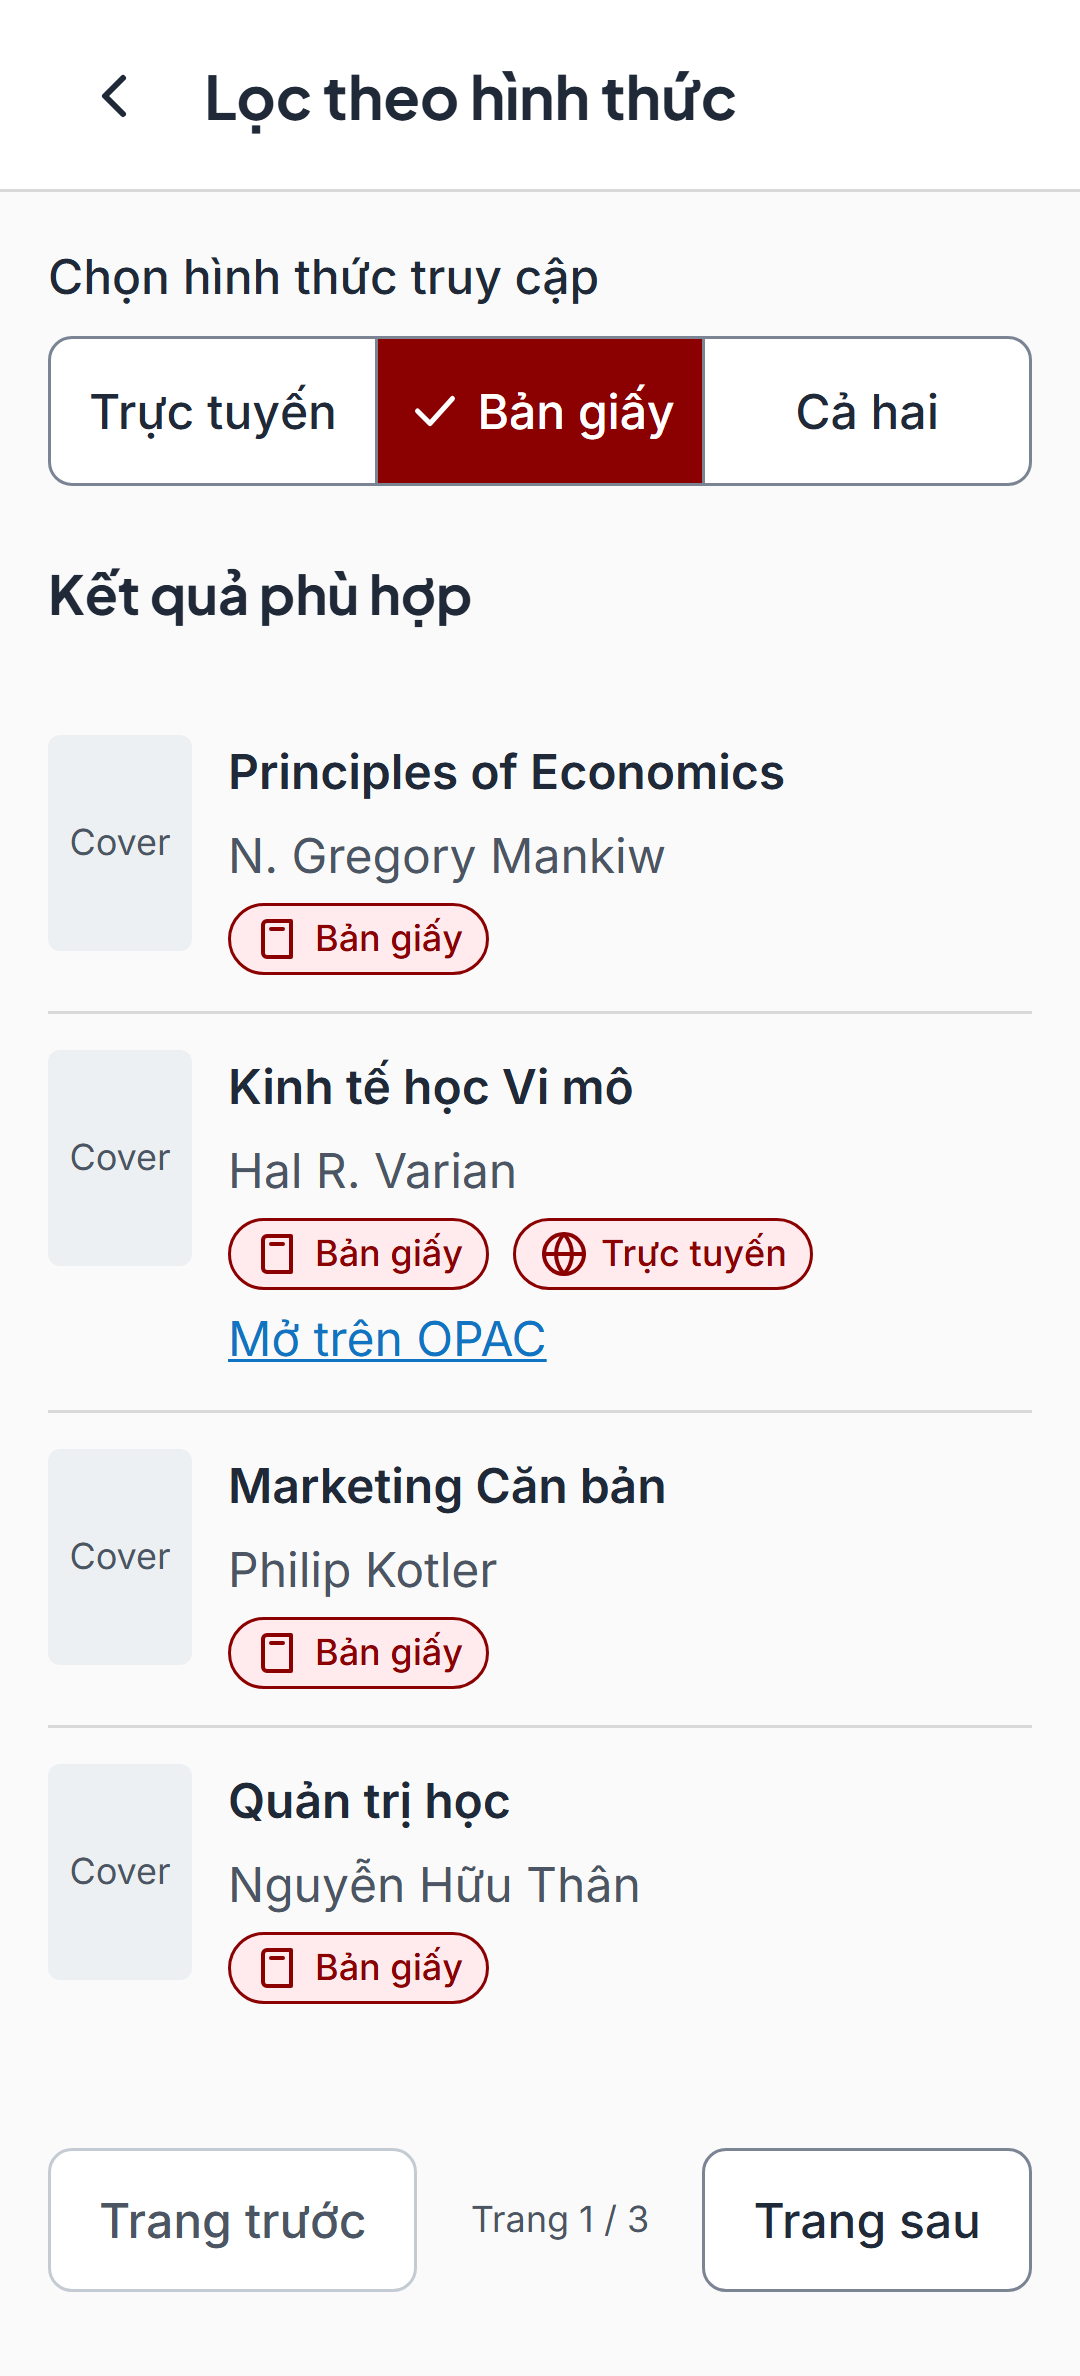 Lọc theo hình thức
Chọn hình thức truy cập
Trực tuyến
Bản giấy
Cả hai
Kết quả phù hợp
Cover
Principles of Economics
N. Gregory Mankiw
Bản giấy
Cover
Kinh tế học Vi mô
Hal R. Varian
Bản giấy
Trực tuyến
Mở trên OPAC
Cover
Marketing Căn bản
Philip Kotler
Bản giấy
Cover
Quản trị học
Nguyễn Hữu Thân
Bản giấy
Trang trước
Trang 1 / 3
Trang sau